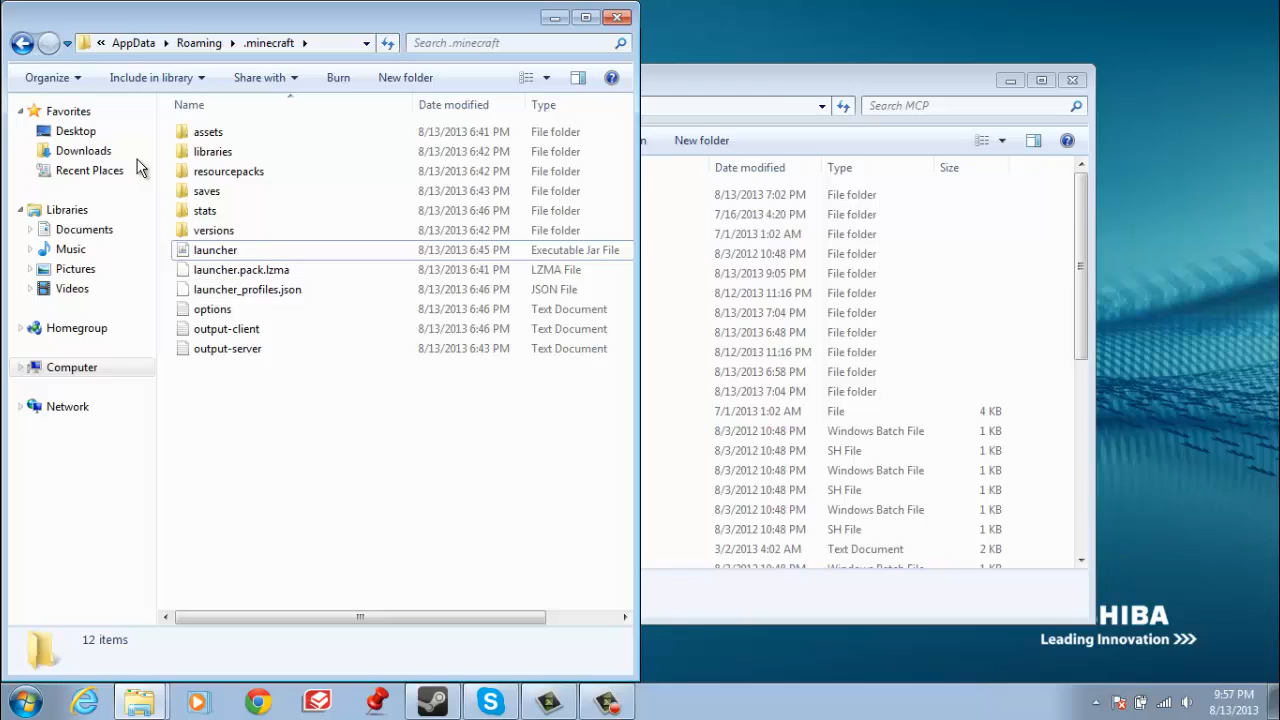 « AppData Roaming .minecraft Search .minecraft
Organize Include in library Share with Burn New folder
Name Date modified Type
Favorites
Desktop
Downloads
Recent Places
Libraries
Documents
Music
Pictures
Videos
Homegroup
Computer
Network
assets 8/13/2013 6:41 PM File folder
libraries 8/13/2013 6:42 PM File folder
resourcepacks 8/13/2013 6:42 PM File folder
saves 8/13/2013 6:43 PM File folder
stats 8/13/2013 6:46 PM File folder
versions 8/13/2013 6:42 PM File folder
launcher 8/13/2013 6:45 PM Executable Jar File
launcher.pack.lzma 8/13/2013 6:41 PM LZMA File
launcher_profiles.json 8/13/2013 6:46 PM JSON File
options 8/13/2013 6:46 PM Text Document
output-client 8/13/2013 6:46 PM Text Document
output-server 8/13/2013 6:43 PM Text Document
12 items
Search MCP
n New folder
Date modified Type Size
8/13/2013 7:02 PM File folder
7/16/2013 4:20 PM File folder
7/1/2013 1:02 AM File folder
8/3/2012 10:48 PM File folder
8/13/2013 9:05 PM File folder
8/12/2013 11:16 PM File folder
8/13/2013 7:04 PM File folder
8/13/2013 6:48 PM File folder
8/12/2013 11:16 PM File folder
8/13/2013 6:58 PM File folder
8/13/2013 7:04 PM File folder
7/1/2013 1:02 AM File 4 KB
8/3/2012 10:48 PM Windows Batch File 1 KB
8/3/2012 10:48 PM SH File 1 KB
8/3/2012 10:48 PM Windows Batch File 1 KB
8/3/2012 10:48 PM SH File 1 KB
8/3/2012 10:48 PM Windows Batch File 1 KB
8/3/2012 10:48 PM SH File 1 KB
3/2/2013 4:02 AM Text Document 2 KB
8/3/2012 10:48 PM Windows Batch File 1 KB
HIBA
Leading Innovation >>>
9:57 PM
8/13/2013